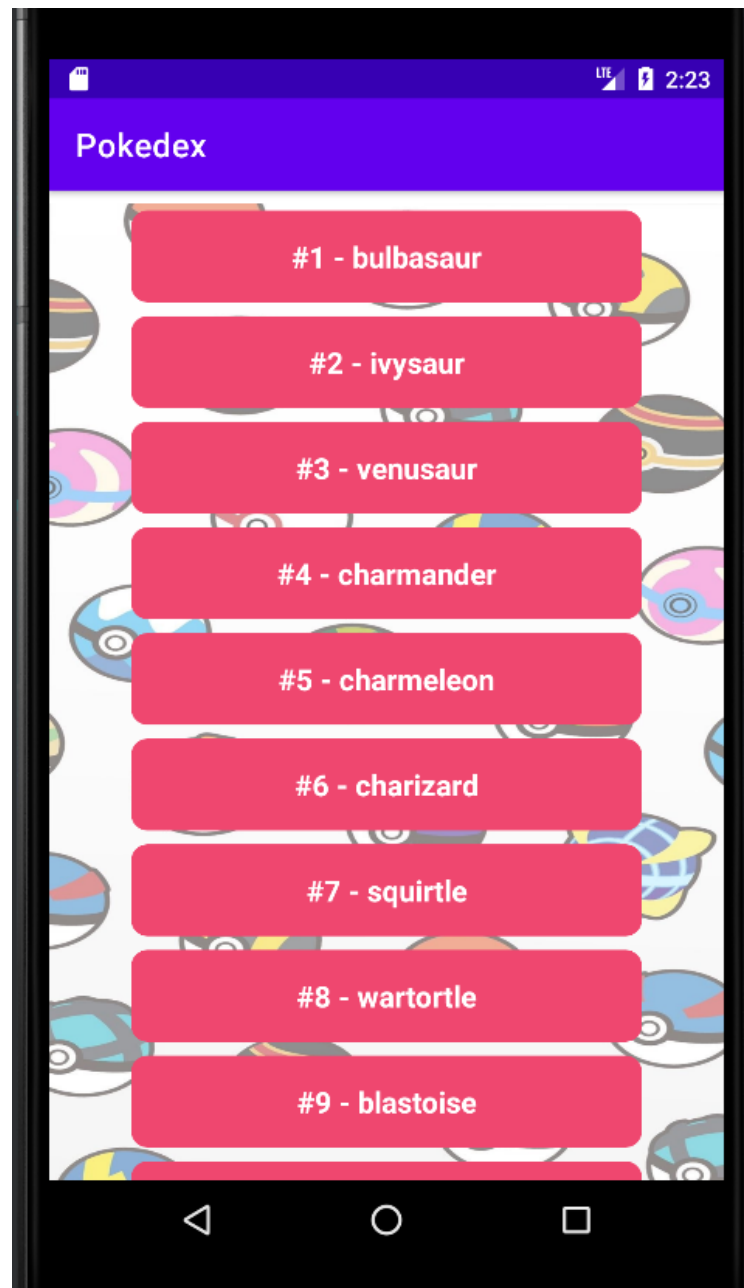 LTE 2:23
Pokedex
#1 - bulbasaur
#2 - ivysaur
#3 - venusaur
#4 - charmander
#5 - charmeleon
#6 - charizard
#7 - squirtle
#8 - wartortle
#9 - blastoise